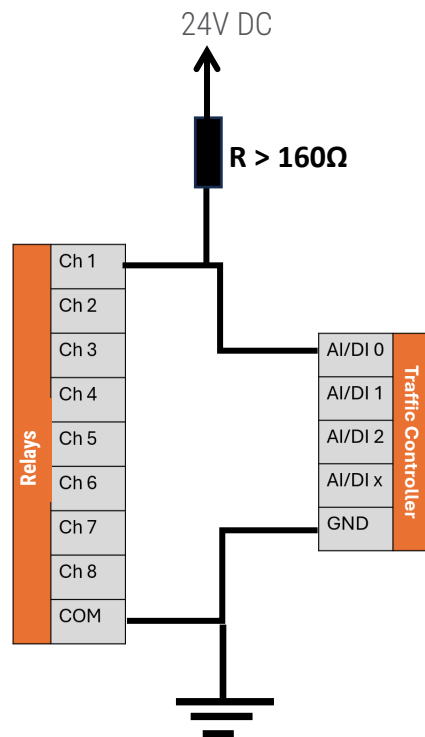 24V DC
R > 160Ω
Relays
Ch 1
Ch 2
Ch 3
Ch 4
Ch 5
Ch 6
Ch 7
Ch 8
COM
AI/DI 0
AI/DI 1
AI/DI 2
AI/DI x
GND
Traffic Controller